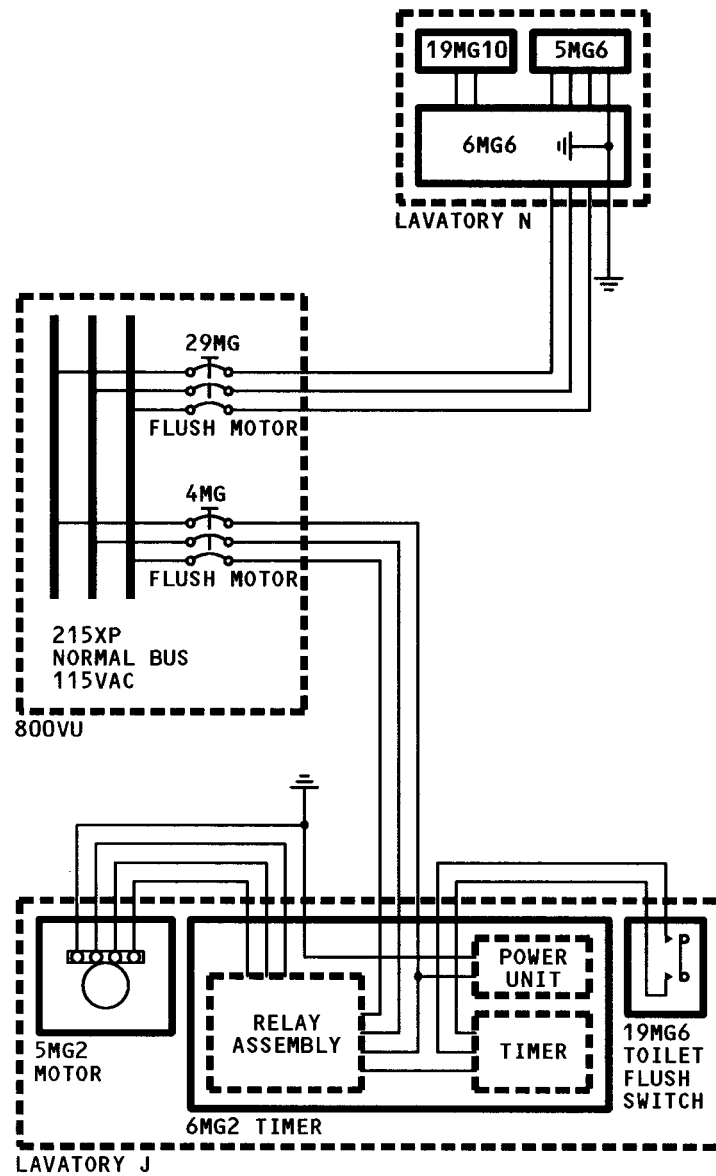 19MG10
5MG6
6MG6
LAVATORY N
29MG
FLUSH MOTOR
4MG
FLUSH MOTOR
215XP
NORMAL BUS
115VAC
800VU
POWER
UNIT
RELAY
ASSEMBLY
TIMER
5MG2
MOTOR
19MG6
TOILET
FLUSH
SWITCH
6MG2 TIMER
LAVATORY J